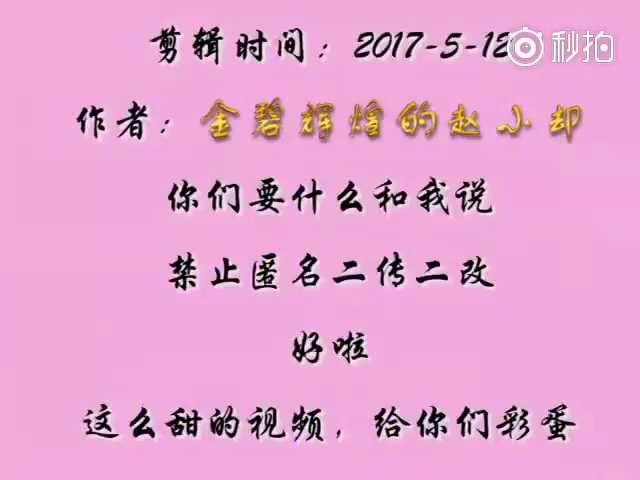 剪辑时间：2017-5-12
秒拍
作者：金碧辉煌的赵小却
你们要什么和我说
禁止匿名二传二改
好啦
这么甜的视频，给你们彩蛋